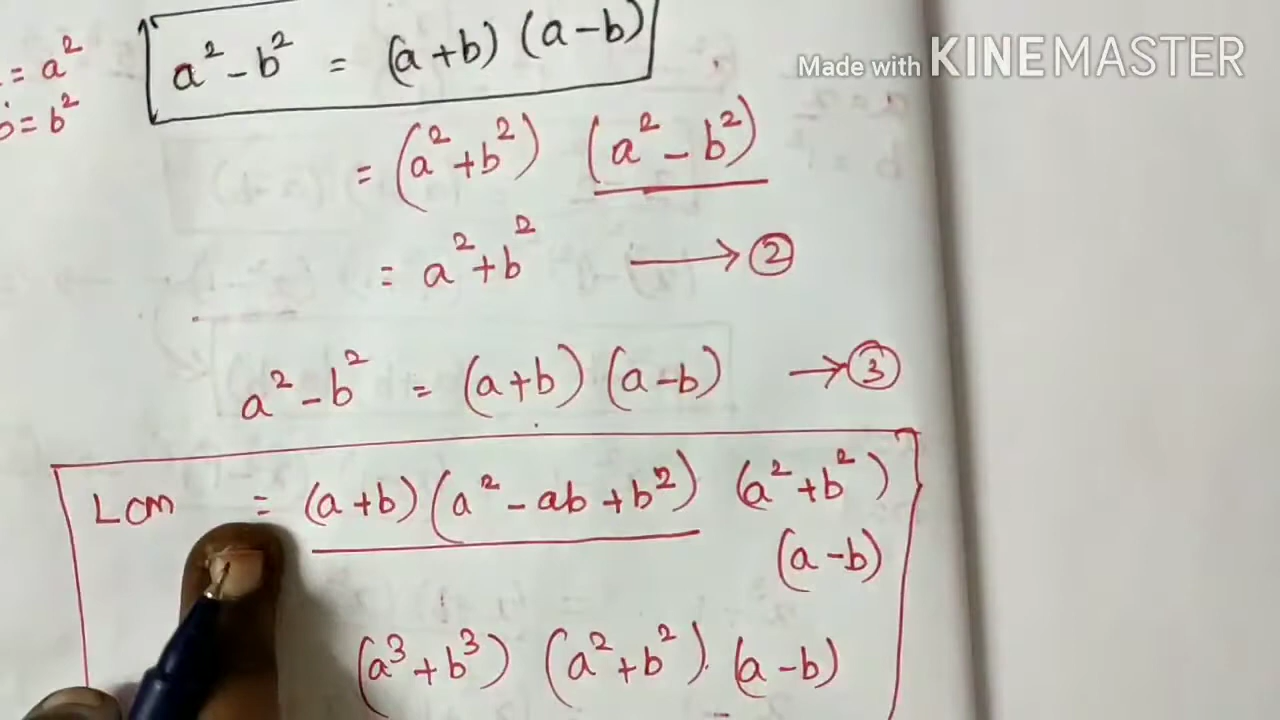 = a²
b = b²
a² - b² = (a+b) (a-b)
Made with KINEMASTER
= (a² + b²) (a² - b²)
= a² + b² → ②
a² - b² = (a+b) (a-b) → ③
Lcm = (a+b) (a² - ab + b²) (a² + b²)
(a-b)
(a³ + b³) (a² + b²). (a-b)